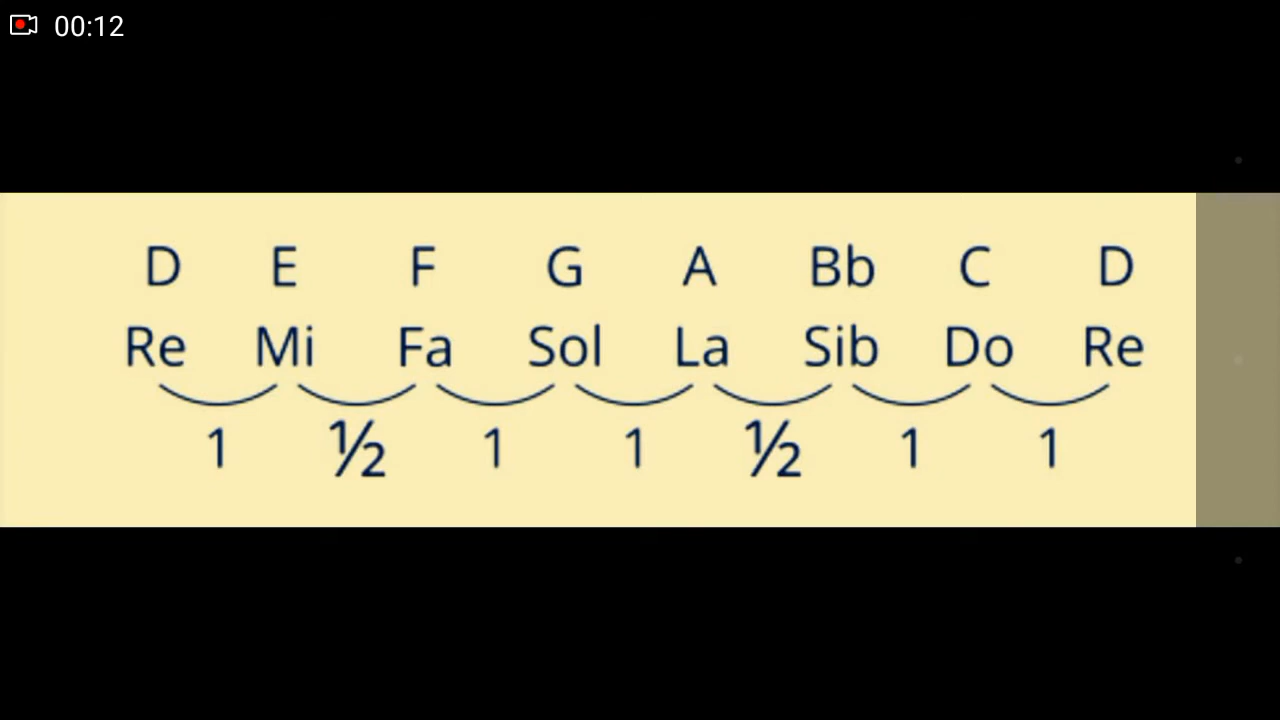 00:12
D E F G A Bb C D
Re Mi Fa Sol La Sib Do Re
1 ½ 1 1 ½ 1 1